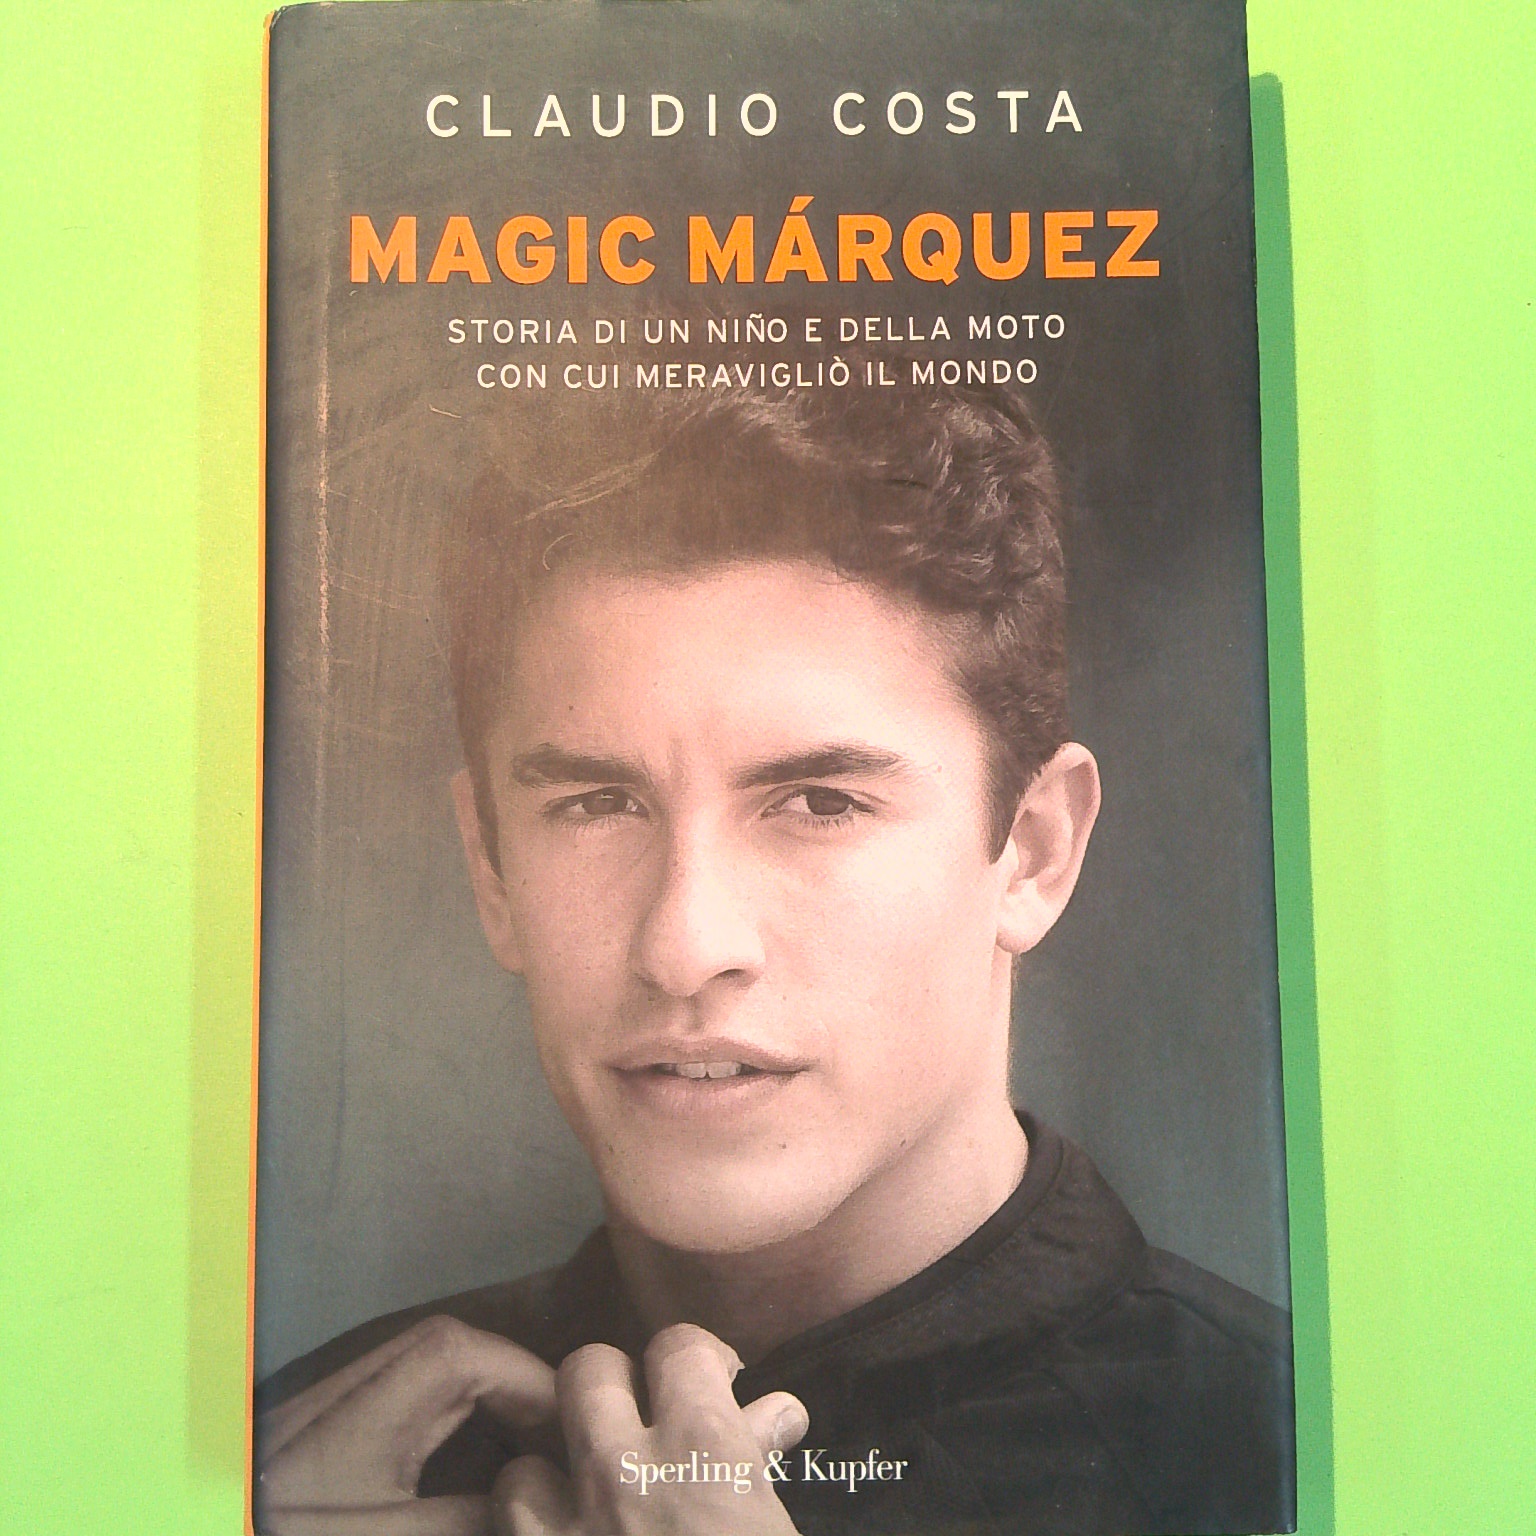 CLAUDIO COSTA
MAGIC MÁRQUEZ
STORIA DI UN NIÑO E DELLA MOTO
CON CUI MERAVIGLIÒ IL MONDO
Sperling & Kupfer